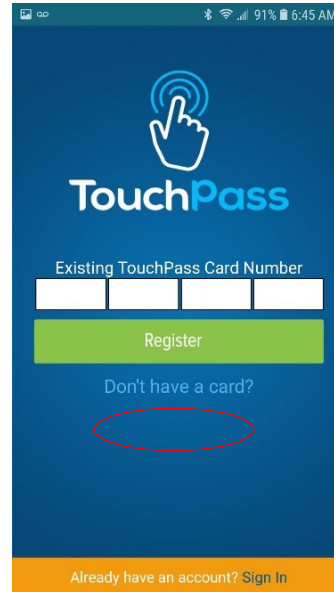 91% 6:45 AM
TouchPass
Existing TouchPass Card Number
Register
Don't have a card?
Already have an account? Sign In